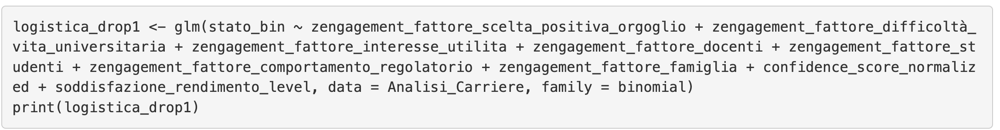 logistica_drop1 <- glm(stato_bin ~ zengagement_fattore_scelta_positiva_orgoglio + zengagement_fattore_difficoltà_
vita_universitaria + zengagement_fattore_interesse_utilita + zengagement_fattore_docenti + zengagement_fattore_st
udenti + zengagement_fattore_comportamento_regolatorio + zengagement_fattore_famiglia + confidence_score_normaliz
ed + soddisfazione_rendimento_level, data = Analisi_Carriere, family = binomial)
print(logistica_drop1)